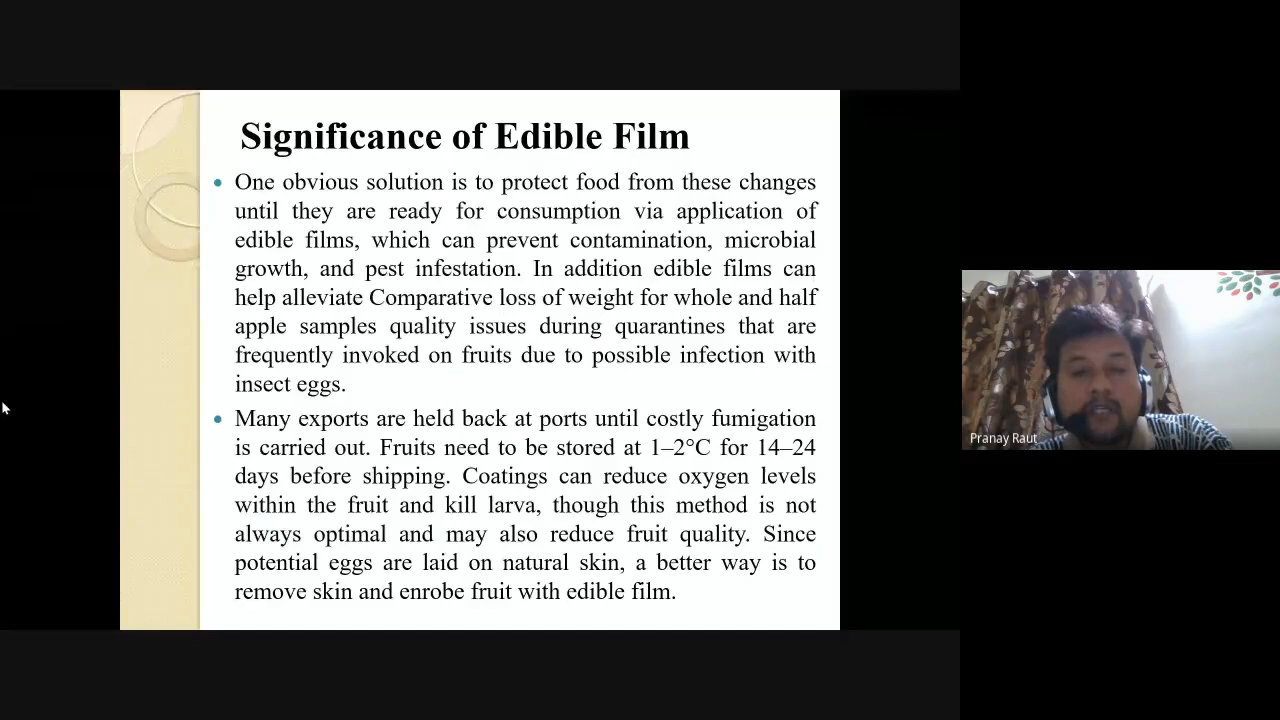 Significance of Edible Film
• One obvious solution is to protect food from these changes
until they are ready for consumption via application of
edible films, which can prevent contamination, microbial
growth, and pest infestation. In addition edible films can
help alleviate Comparative loss of weight for whole and half
apple samples quality issues during quarantines that are
frequently invoked on fruits due to possible infection with
insect eggs.
• Many exports are held back at ports until costly fumigation
is carried out. Fruits need to be stored at 1–2°C for 14–24
days before shipping. Coatings can reduce oxygen levels
within the fruit and kill larva, though this method is not
always optimal and may also reduce fruit quality. Since
potential eggs are laid on natural skin, a better way is to
remove skin and enrobe fruit with edible film.
Pranay Raut